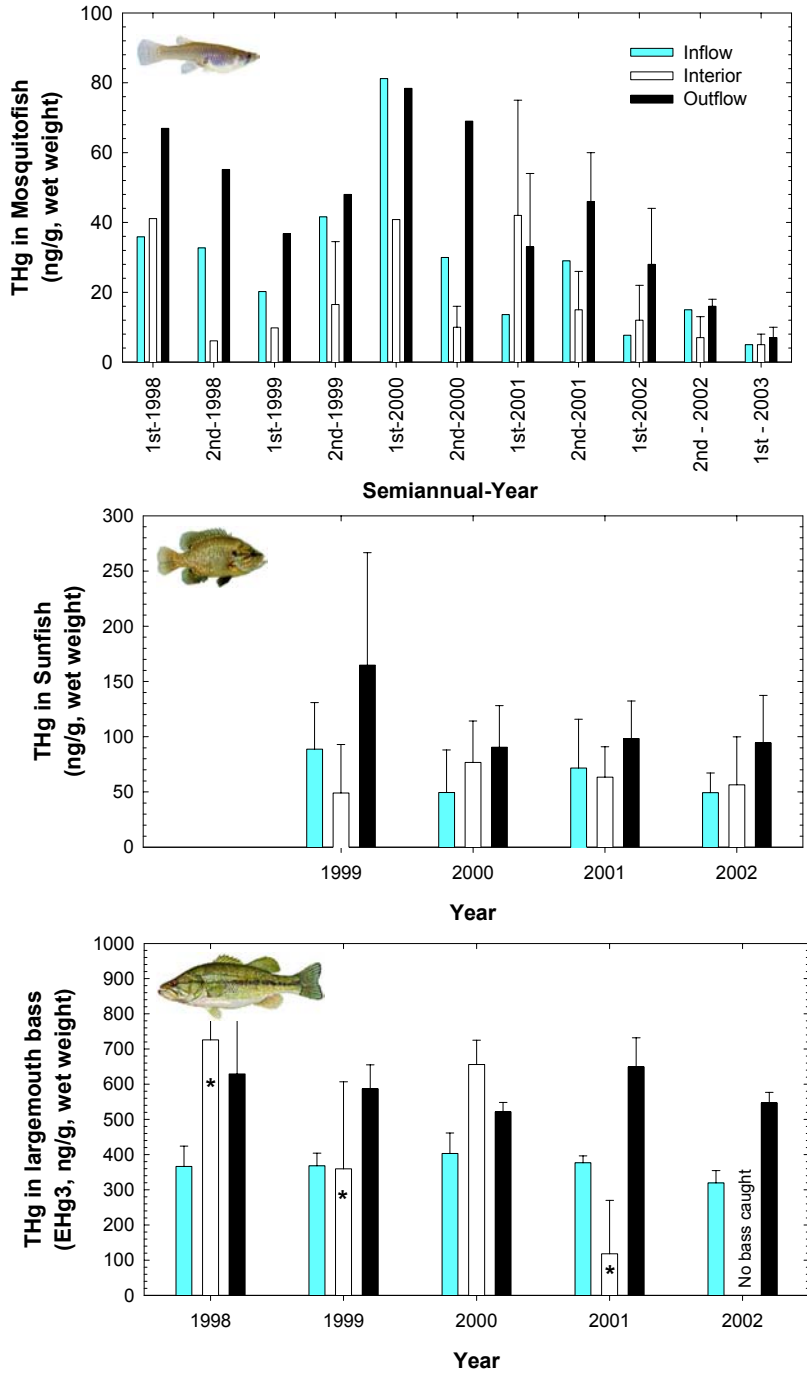 THg in Mosquitofish
(ng/g, wet weight)
100
80
60
40
20
0
Inflow
Interior
Outflow
1st-1998
2nd-1998
1st-1999
2nd-1999
1st-2000
2nd-2000
1st-2001
2nd-2001
1st-2002
2nd - 2002
1st - 2003
Semiannual-Year
THg in Sunfish
(ng/g, wet weight)
300
250
200
150
100
50
0
1999
2000
2001
2002
Year
THg in largemouth bass
(EHg3, ng/g, wet weight)
1000
900
800
700
600
500
400
300
200
100
0
*
*
*
No bass caught
1998
1999
2000
2001
2002
Year